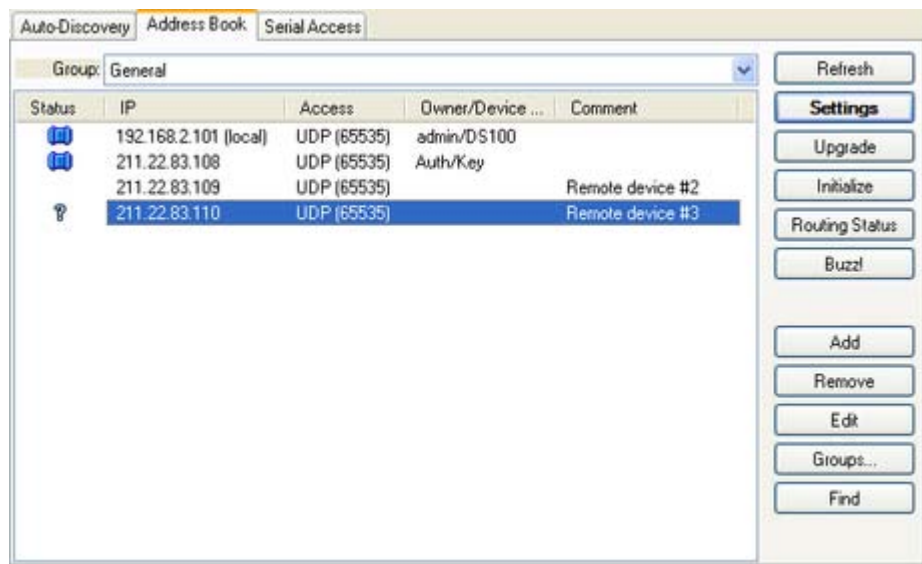 Auto-Discovery Address Book Serial Access
Group: General
Refresh
Status IP Access Owner/Device ... Comment
Settings
192.168.2.101 (local) UDP (65535) admin/DS100
Upgrade
211.22.83.108 UDP (65535) Auth/Key
211.22.83.109 UDP (65535) Remote device #2
Initialize
? 211.22.83.110 UDP (65535) Remote device #3
Routing Status
Buzz!
Add
Remove
Edit
Groups...
Find